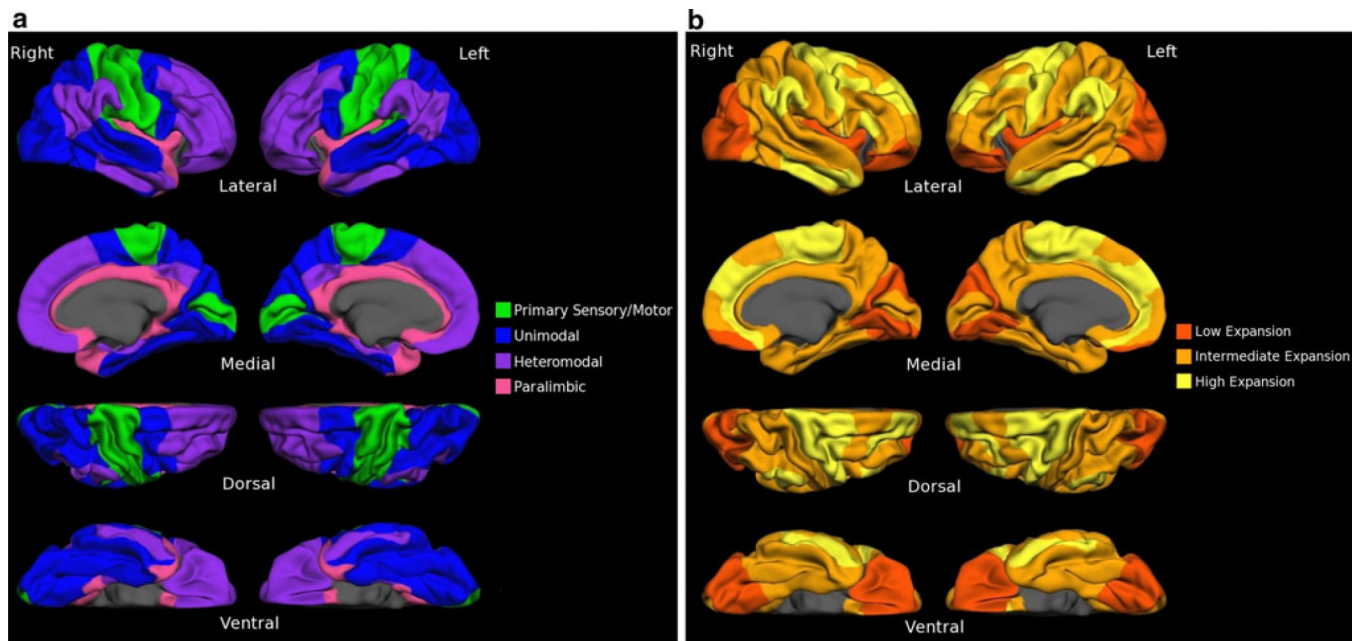 a
Right
Left
Lateral
Medial
Dorsal
Ventral
Primary Sensory/Motor
Unimodal
Heteromodal
Paralimbic
b
Right
Left
Lateral
Medial
Dorsal
Ventral
Low Expansion
Intermediate Expansion
High Expansion